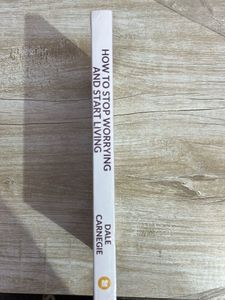 HOW TO STOP WORRYING
AND START LIVING
DALE
CARNEGIE